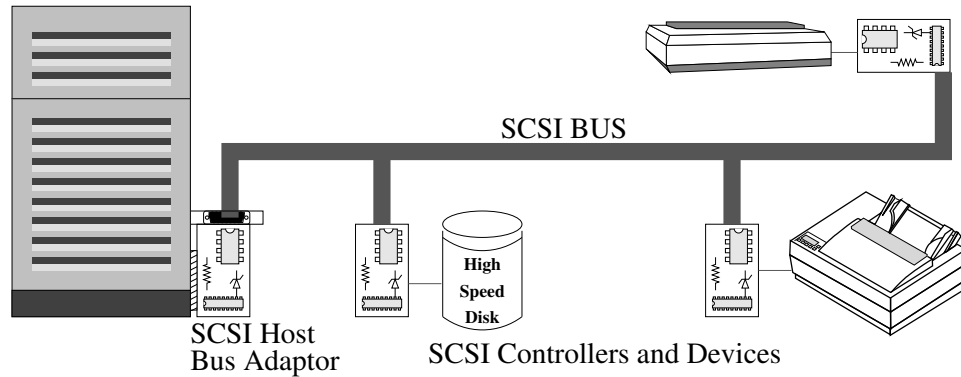 SCSI BUS
High
Speed
Disk
SCSI Host
Bus Adaptor
SCSI Controllers and Devices